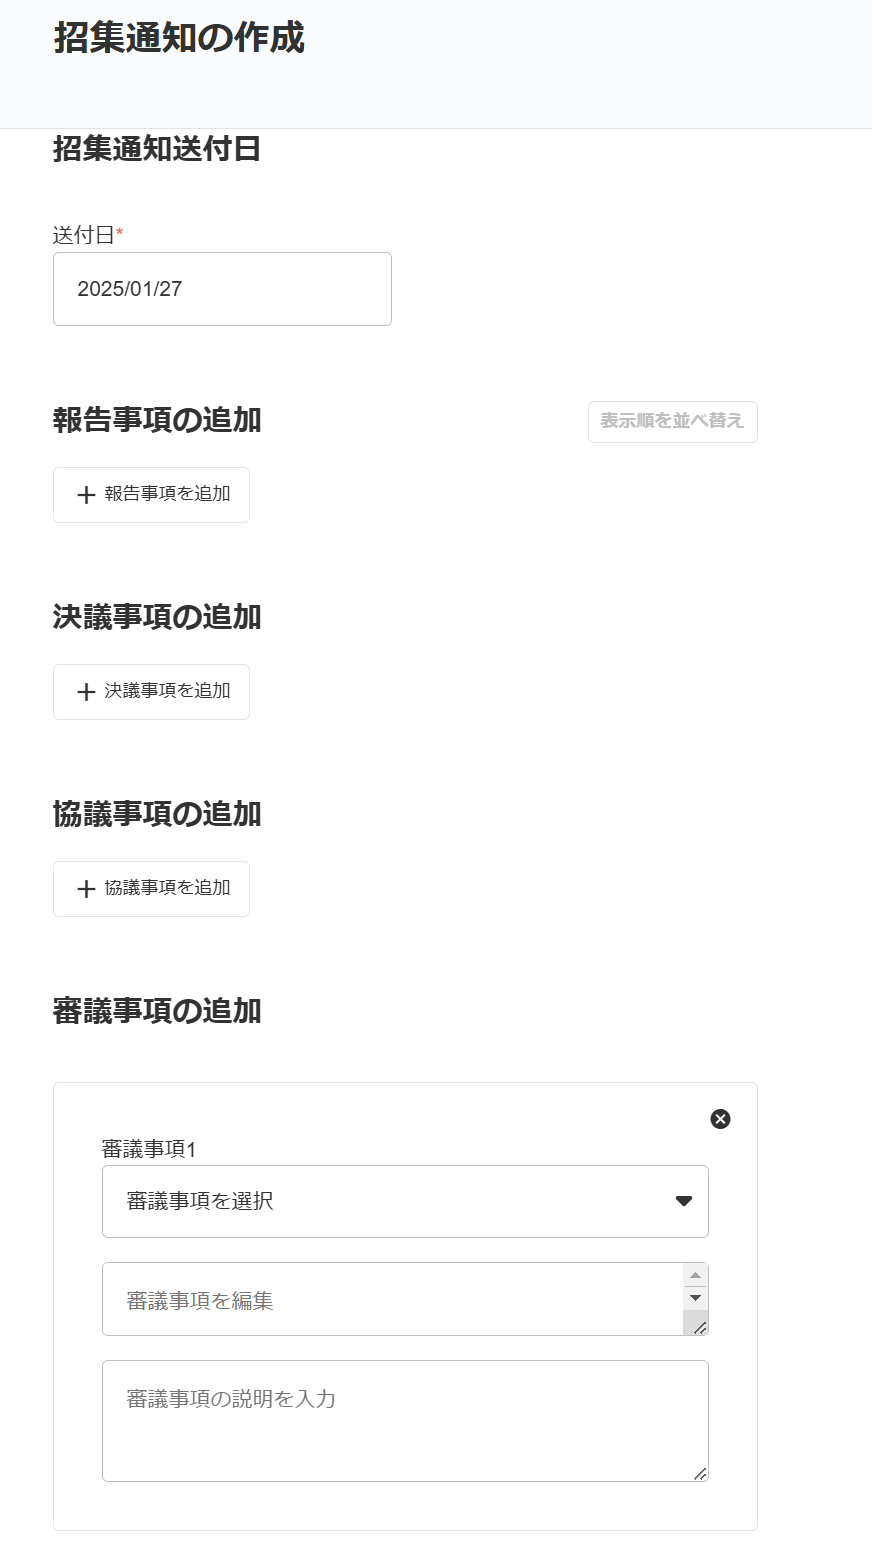 招集通知の作成
招集通知送付日
送付日*
2025/01/27
報告事項の追加
表示順を並べ替え
報告事項を追加
決議事項の追加
決議事項を追加
協議事項の追加
協議事項を追加
審議事項の追加
審議事項1
審議事項を選択
審議事項を編集
審議事項の説明を入力